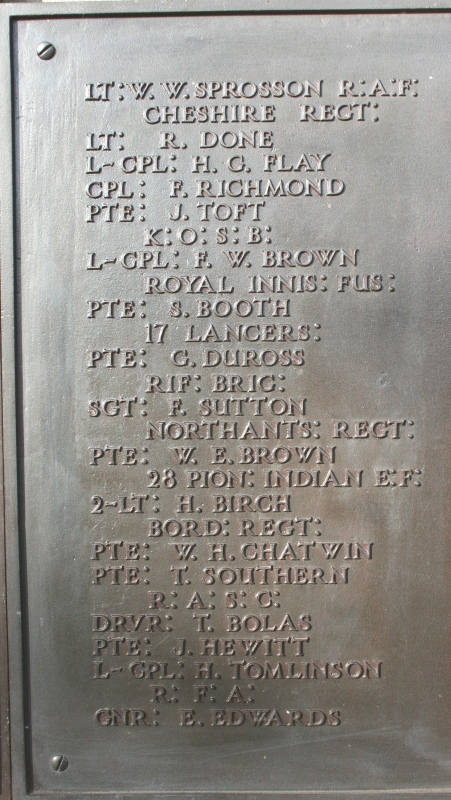 LT: W. W. SPROSSON R:A:F:
CHESHIRE REGT:
LT: R. DONE
L-CPL: H. G. FLAY
CPL: F. RICHMOND
PTE: J. TOFT
K: O: S: B:
L-CPL: F. W. BROWN
ROYAL INNIS: FUS:
PTE: S. BOOTH
17 LANCERS:
PTE: G. DUROSS
RIF: BRIG:
SGT: F. SUTTON
NORTHANTS: REGT:
PTE: W. E. BROWN
28 PION: INDIAN E:F:
2-LT: H. BIRCH
BORD: REGT:
PTE: W. H. CHATWIN
PTE: T. SOUTHERN
R: A: S: C:
DRVR: T. BOLAS
PTE: J. HEWITT
L-CPL: H. TOMLINSON
R: F: A:
GNR: E. EDWARDS